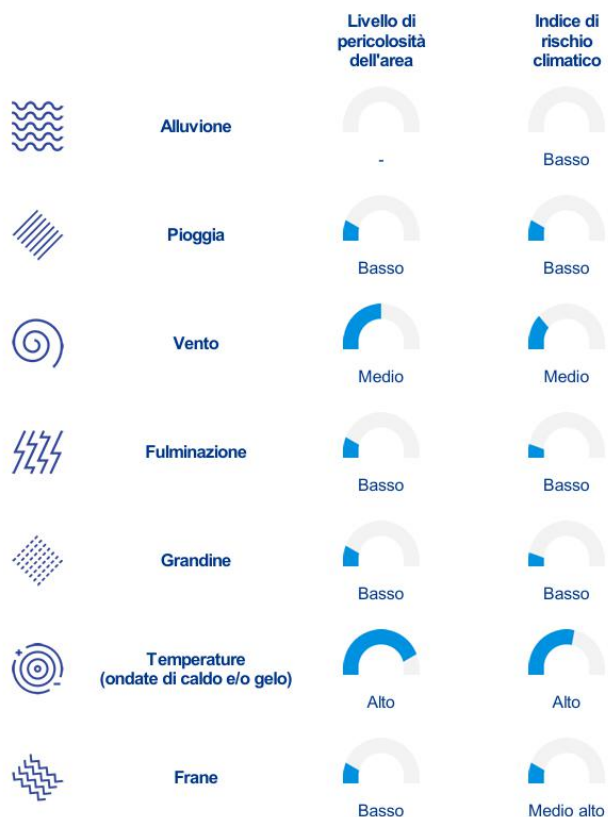 Livello di
pericolosità
dell'area
Indice di
rischio
climatico
Alluvione
-
Basso
Pioggia
Basso
Basso
Vento
Medio
Medio
Fulminazione
Basso
Basso
Grandine
Basso
Basso
Temperature
(ondate di caldo e/o gelo)
Alto
Alto
Frane
Basso
Medio alto